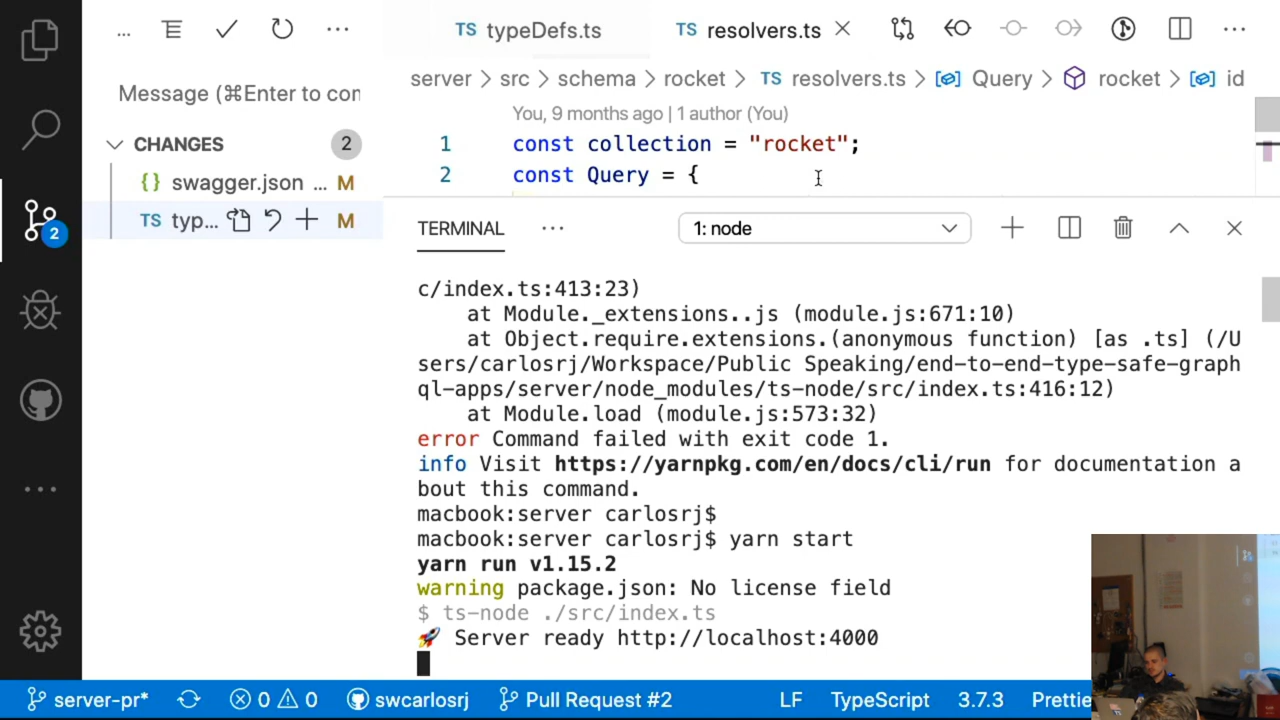 ... 
TS typeDefs.ts
TS resolvers.ts
server > src > schema > rocket > TS resolvers.ts > Query > rocket > id
Message (⌘Enter to con
You, 9 months ago | 1 author (You)
CHANGES 2
1 const collection = "rocket";
{} swagger.json ... M
2 const Query = {
TS typ... M
2
TERMINAL ... 1: node
c/index.ts:413:23)
at Module._extensions..js (module.js:671:10)
at Object.require.extensions.(anonymous function) [as .ts] (/U
sers/carlosrj/Workspace/Public Speaking/end-to-end-type-safe-graph
ql-apps/server/node_modules/ts-node/src/index.ts:416:12)
at Module.load (module.js:573:32)
error Command failed with exit code 1.
info Visit https://yarnpkg.com/en/docs/cli/run for documentation a
bout this command.
macbook:server carlosrj$
macbook:server carlosrj$ yarn start
yarn run v1.15.2
warning package.json: No license field
$ ts-node ./src/index.ts
🚀 Server ready http://localhost:4000
server-pr* 0 0 swcarlosrj Pull Request #2 LF TypeScript 3.7.3 Prettie